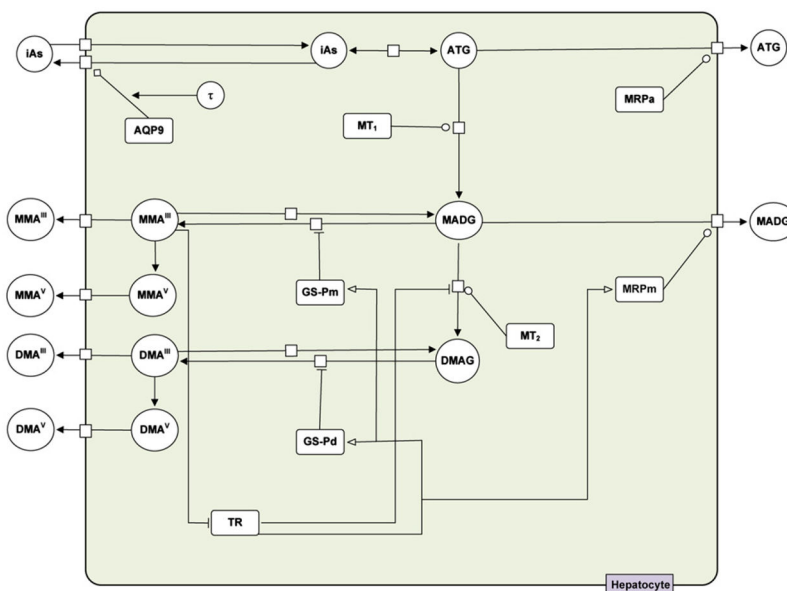 iAs
iAs
ATG
ATG
τ
AQP9
MRPa
MT₁
MMAᴵᴵᴵ
MMAᴵᴵᴵ
MADG
MADG
MMAⱽ
MMAⱽ
GS-Pm
MRPm
MT₂
DMAᴵᴵᴵ
DMAᴵᴵᴵ
DMAG
DMAⱽ
DMAⱽ
GS-Pd
TR
Hepatocyte